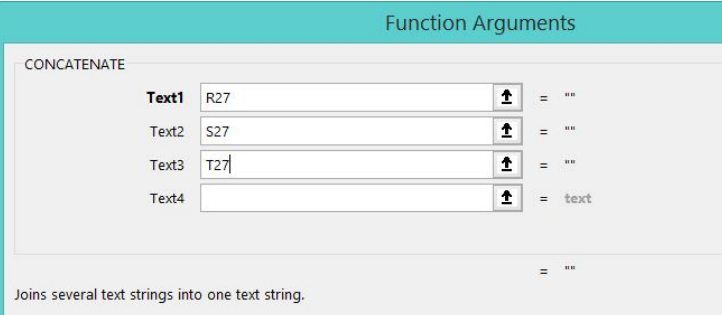 Function Arguments
CONCATENATE
Text1 R27 = ""
Text2 S27 = ""
Text3 T27 = ""
Text4 = text
= ""
Joins several text strings into one text string.